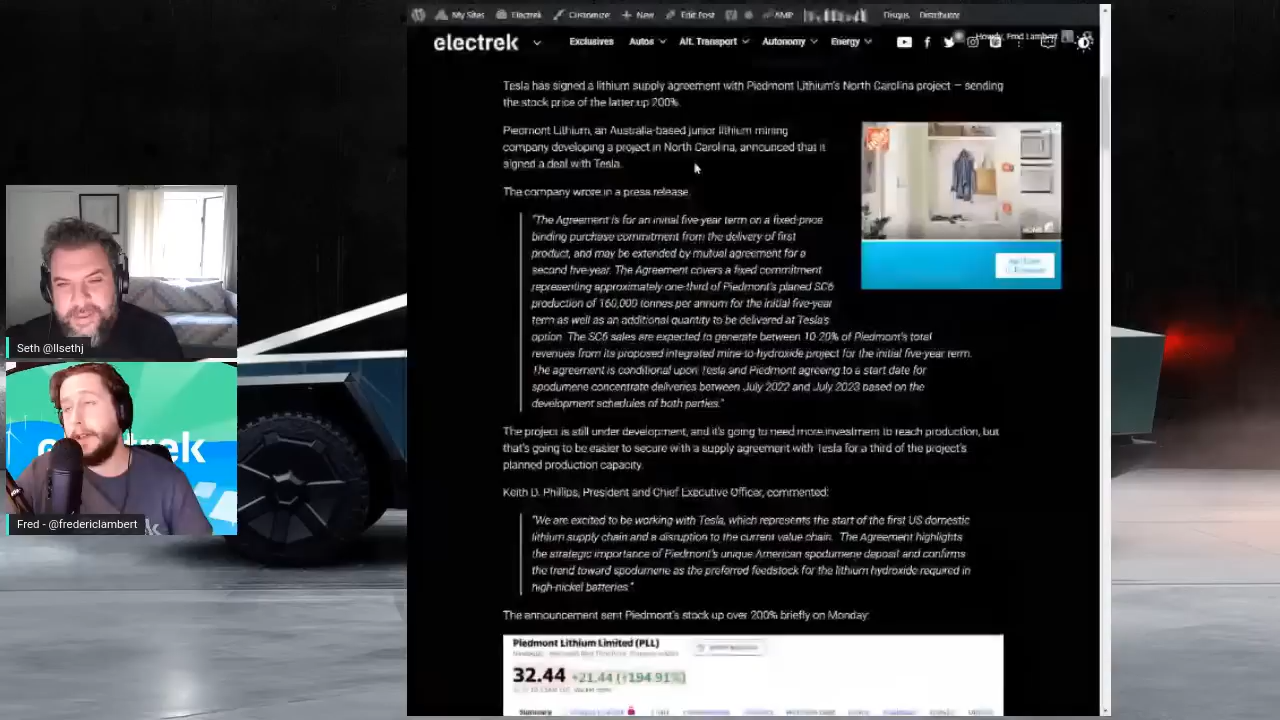 My Sites Electrek Customize New Edit Post AMP Disqus Distributor
electrek Exclusives Autos Alt. Transport Autonomy Energy
Howdy, Fred Lambert
Tesla has signed a lithium supply agreement with Piedmont Lithium's North Carolina project — sending
the stock price of the latter up 200%.
Piedmont Lithium, an Australia-based junior lithium mining
company developing a project in North Carolina, announced that it
signed a deal with Tesla.
The company wrote in a press release.
"The Agreement is for an initial five-year term on a fixed-price
binding purchase commitment from the delivery of first
product, and may be extended by mutual agreement for a
second five-year. The Agreement covers a fixed commitment
representing approximately one-third of Piedmont's planed SC6
production of 160,000 tonnes per annum for the initial five-year
term as well as an additional quantity to be delivered at Tesla's
option. The SC6 sales are expected to generate between 10-20% of Piedmont's total
revenues from its proposed integrated mine-to-hydroxide project for the initial five-year term.
The agreement is conditional upon Tesla and Piedmont agreeing to a start date for
spodumene concentrate deliveries between July 2022 and July 2023 based on the
development schedules of both parties."
The project is still under development, and it's going to need more investment to reach production, but
that's going to be easier to secure with a supply agreement with Tesla for a third of the project's
planned production capacity.
Keith D. Phillips, President and Chief Executive Officer, commented:
"We are excited to be working with Tesla, which represents the start of the first US domestic
lithium supply chain and a disruption to the current value chain. The Agreement highlights
the strategic importance of Piedmont's unique American spodumene deposit and confirms
the trend toward spodumene as the preferred feedstock for the lithium hydroxide required in
high-nickel batteries."
The announcement sent Piedmont's stock up over 200% briefly on Monday:
Piedmont Lithium Limited (PLL)
32.44 +21.44 (+194.91%)
Summary
Seth @llsethj
trek
Fred - @fredericlambert